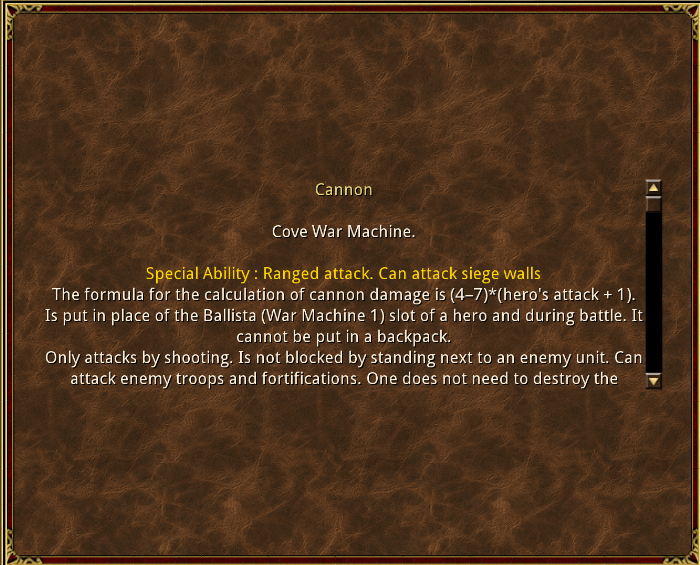 Cannon
Cove War Machine.
Special Ability : Ranged attack. Can attack siege walls
The formula for the calculation of cannon damage is (4–7)*(hero's attack + 1).
Is put in place of the Ballista (War Machine 1) slot of a hero and during battle. It
cannot be put in a backpack.
Only attacks by shooting. Is not blocked by standing next to an enemy unit. Can
attack enemy troops and fortifications. One does not need to destroy the